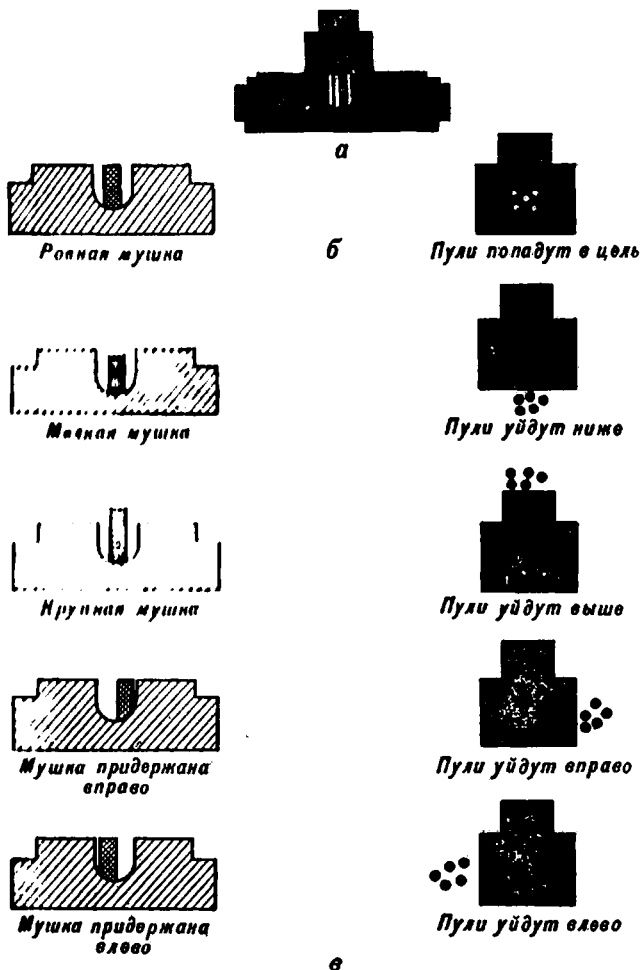 а
Ровная мушка
б
Пули попадут в цель
Мелкая мушка
Пули уйдут ниже
Крупная мушка
Пули уйдут выше
Мушка придержана
вправо
Пули уйдут вправо
Мушка придержана
влево
Пули уйдут влево
в